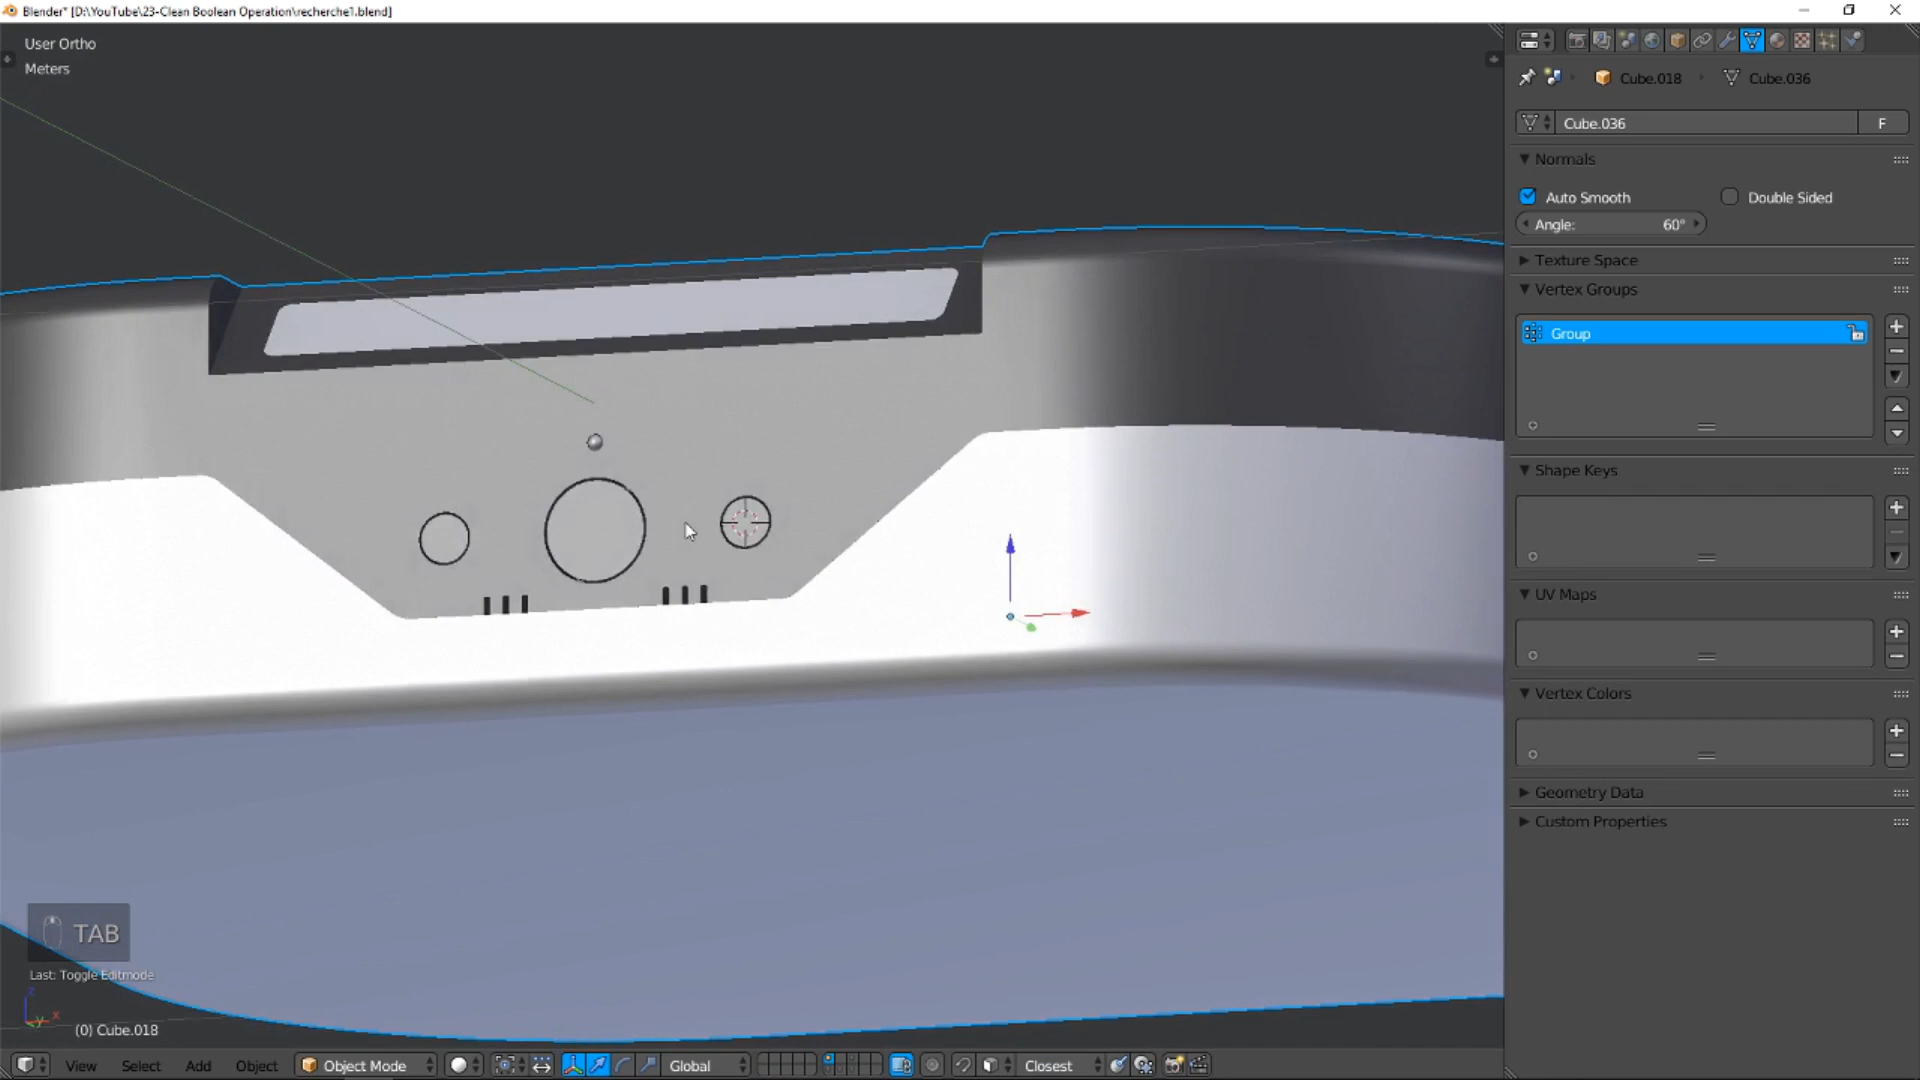 Blender* [D:\YouTube\23-Clean Boolean Operation\recherche1.blend]
User Ortho
Meters
Cube.018
Cube.036
Cube.036
F
Normals
Auto Smooth
Double Sided
Angle: 60°
Texture Space
Vertex Groups
Group
Shape Keys
UV Maps
Vertex Colors
Geometry Data
Custom Properties
TAB
Last: Toggle Editmode
z
y x
(0) Cube.018
View Select Add Object Object Mode Global Closest